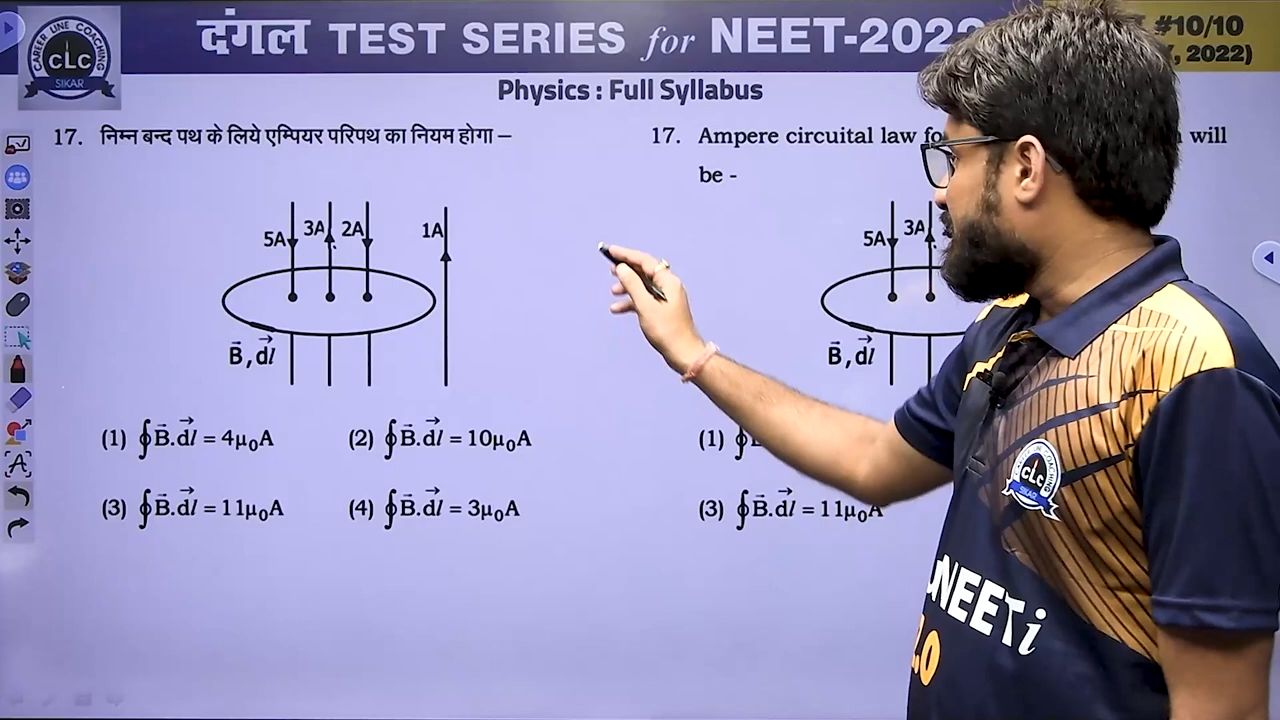 दंगल TEST SERIES for NEET-2022
#10/10
, 2022)
CAREER LINE COACHING
CLC
SIKAR
Physics : Full Syllabus
17. निम्न बन्द पथ के लिये एम्पियर परिपथ का नियम होगा –
5A 3A 2A 1A
B⃗, dl⃗
(1) ∮B⃗.dl⃗ = 4μ₀A (2) ∮B⃗.dl⃗ = 10μ₀A
(3) ∮B⃗.dl⃗ = 11μ₀A (4) ∮B⃗.dl⃗ = 3μ₀A
17. Ampere circuital law will
be -
5A 3A
B⃗, dl⃗
(1) ∮
(3) ∮B⃗.dl⃗ = 11μ₀A
CAREER LINE COACHING
CLC
SIKAR
NEETi
.0